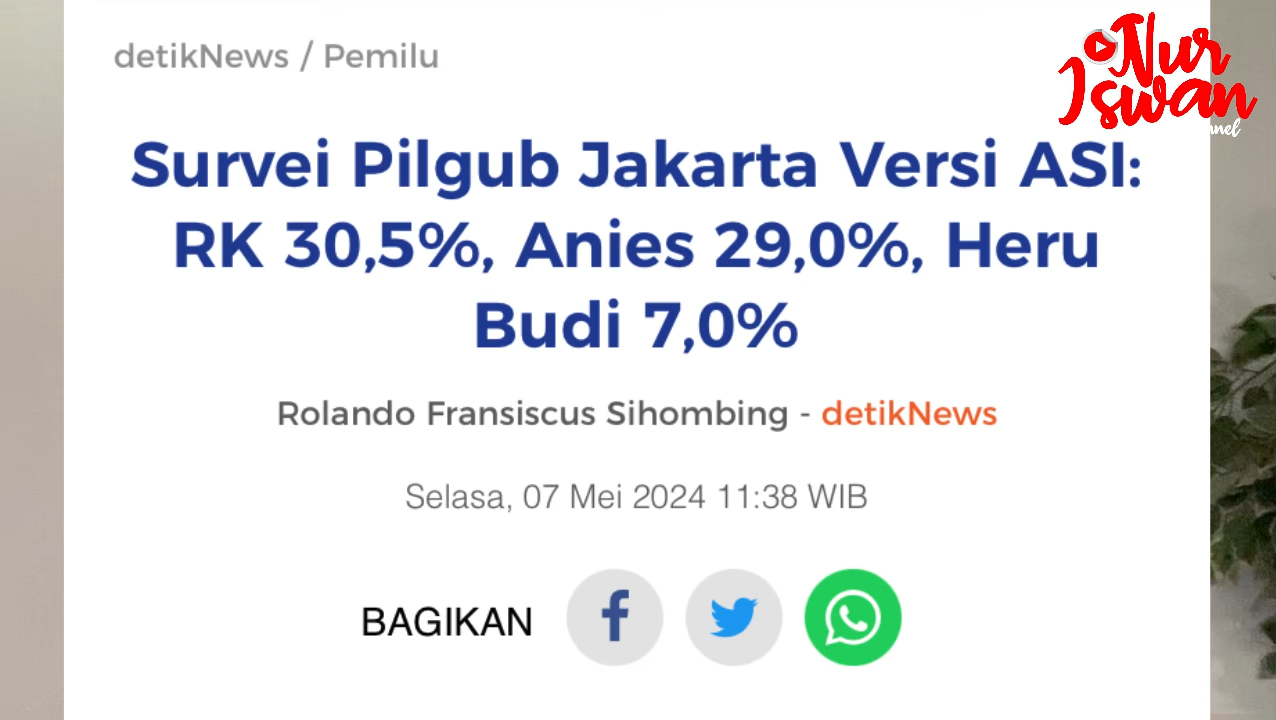 detikNews / Pemilu
Nur
Iswan
nnel
Survei Pilgub Jakarta Versi ASI:
RK 30,5%, Anies 29,0%, Heru
Budi 7,0%
Rolando Fransiscus Sihombing - detikNews
Selasa, 07 Mei 2024 11:38 WIB
BAGIKAN